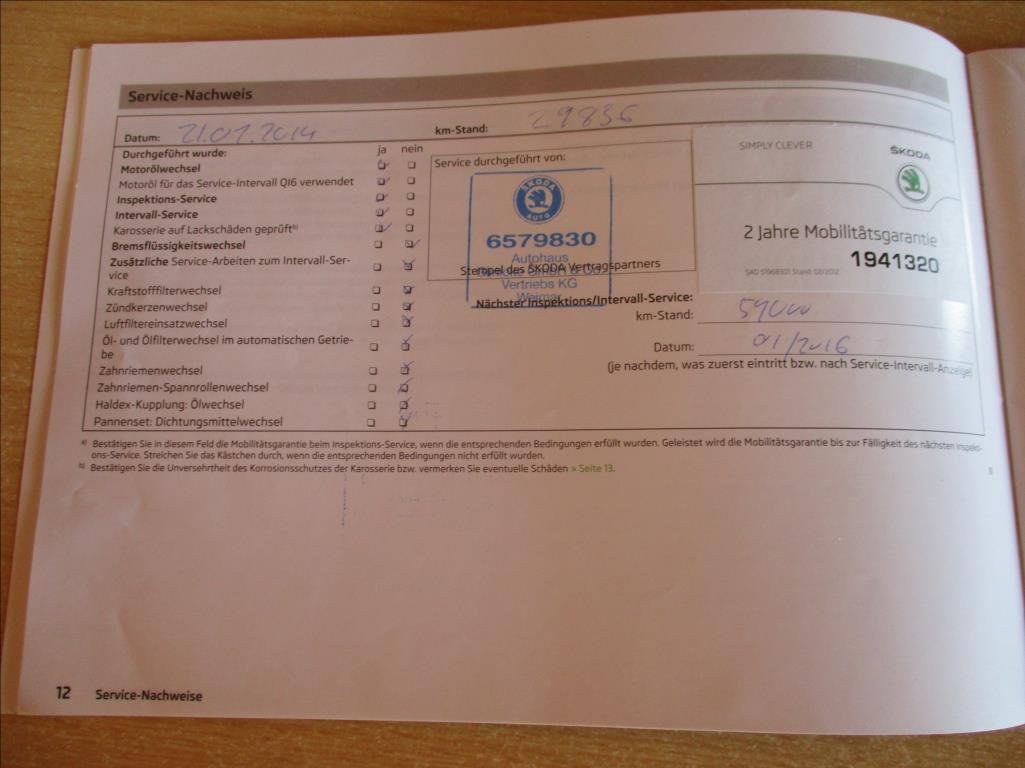 Service-Nachweis
Datum: 21.01.2014 km-Stand: 29836
Durchgeführt wurde: ja nein
Motorölwechsel
Motoröl für das Service-Intervall QI6 verwendet
Inspektions-Service
Intervall-Service
Karosserie auf Lackschäden geprüft b)
Bremsflüssigkeitswechsel
Zusätzliche Service-Arbeiten zum Intervall-Ser-
vice
Kraftstofffilterwechsel
Zündkerzenwechsel
Luftfiltereinsatzwechsel
Öl- und Ölfilterwechsel im automatischen Getrie-
be
Zahnriemenwechsel
Zahnriemen-Spannrollenwechsel
Haldex-Kupplung: Ölwechsel
Pannenset: Dichtungsmittelwechsel
Service durchgeführt von:
ŠKODA
AUTO
6579830
Autohaus
GmbH & Co.
Vertriebs KG
Weimar
Stempel des ŠKODA Vertragspartners
SIMPLY CLEVER
ŠKODA
2 Jahre Mobilitätsgarantie
1941320
Nächster Inspektions/Intervall-Service:
km-Stand: 59000
Datum: 01/2016
(je nachdem, was zuerst eintritt bzw. nach Service-Intervall-Anzeige)
a) Bestätigen Sie in diesem Feld die Mobilitätsgarantie beim Inspektions-Service, wenn die entsprechenden Bedingungen erfüllt wurden. Geleistet wird die Mobilitätsgarantie bis zur Fälligkeit des nächsten Inspekti-
ons-Service. Streichen Sie das Kästchen durch, wenn die entsprechenden Bedingungen nicht erfüllt wurden.
b) Bestätigen Sie die Unversehrtheit des Korrosionsschutzes der Karosserie bzw. vermerken Sie eventuelle Schäden » Seite 13.
12 Service-Nachweise